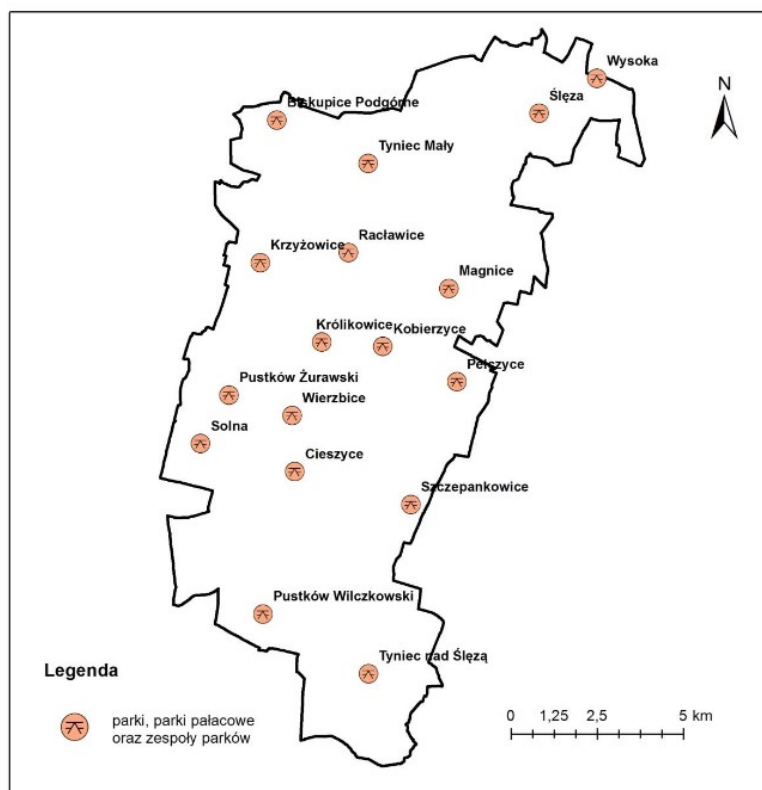 Wysoka
N
Ślęza
Biskupice Podgórne
Tyniec Mały
Racławice
Krzyżowice
Magnice
Królikowice
Kobierzyce
Pełczyce
Pustków Żurawski
Wierzbice
Solna
Cieszyce
Szczepankowice
Pustków Wilczkowski
Tyniec nad Ślęzą
Legenda
parki, parki pałacowe
oraz zespoły parków
0 1,25 2,5 5 km